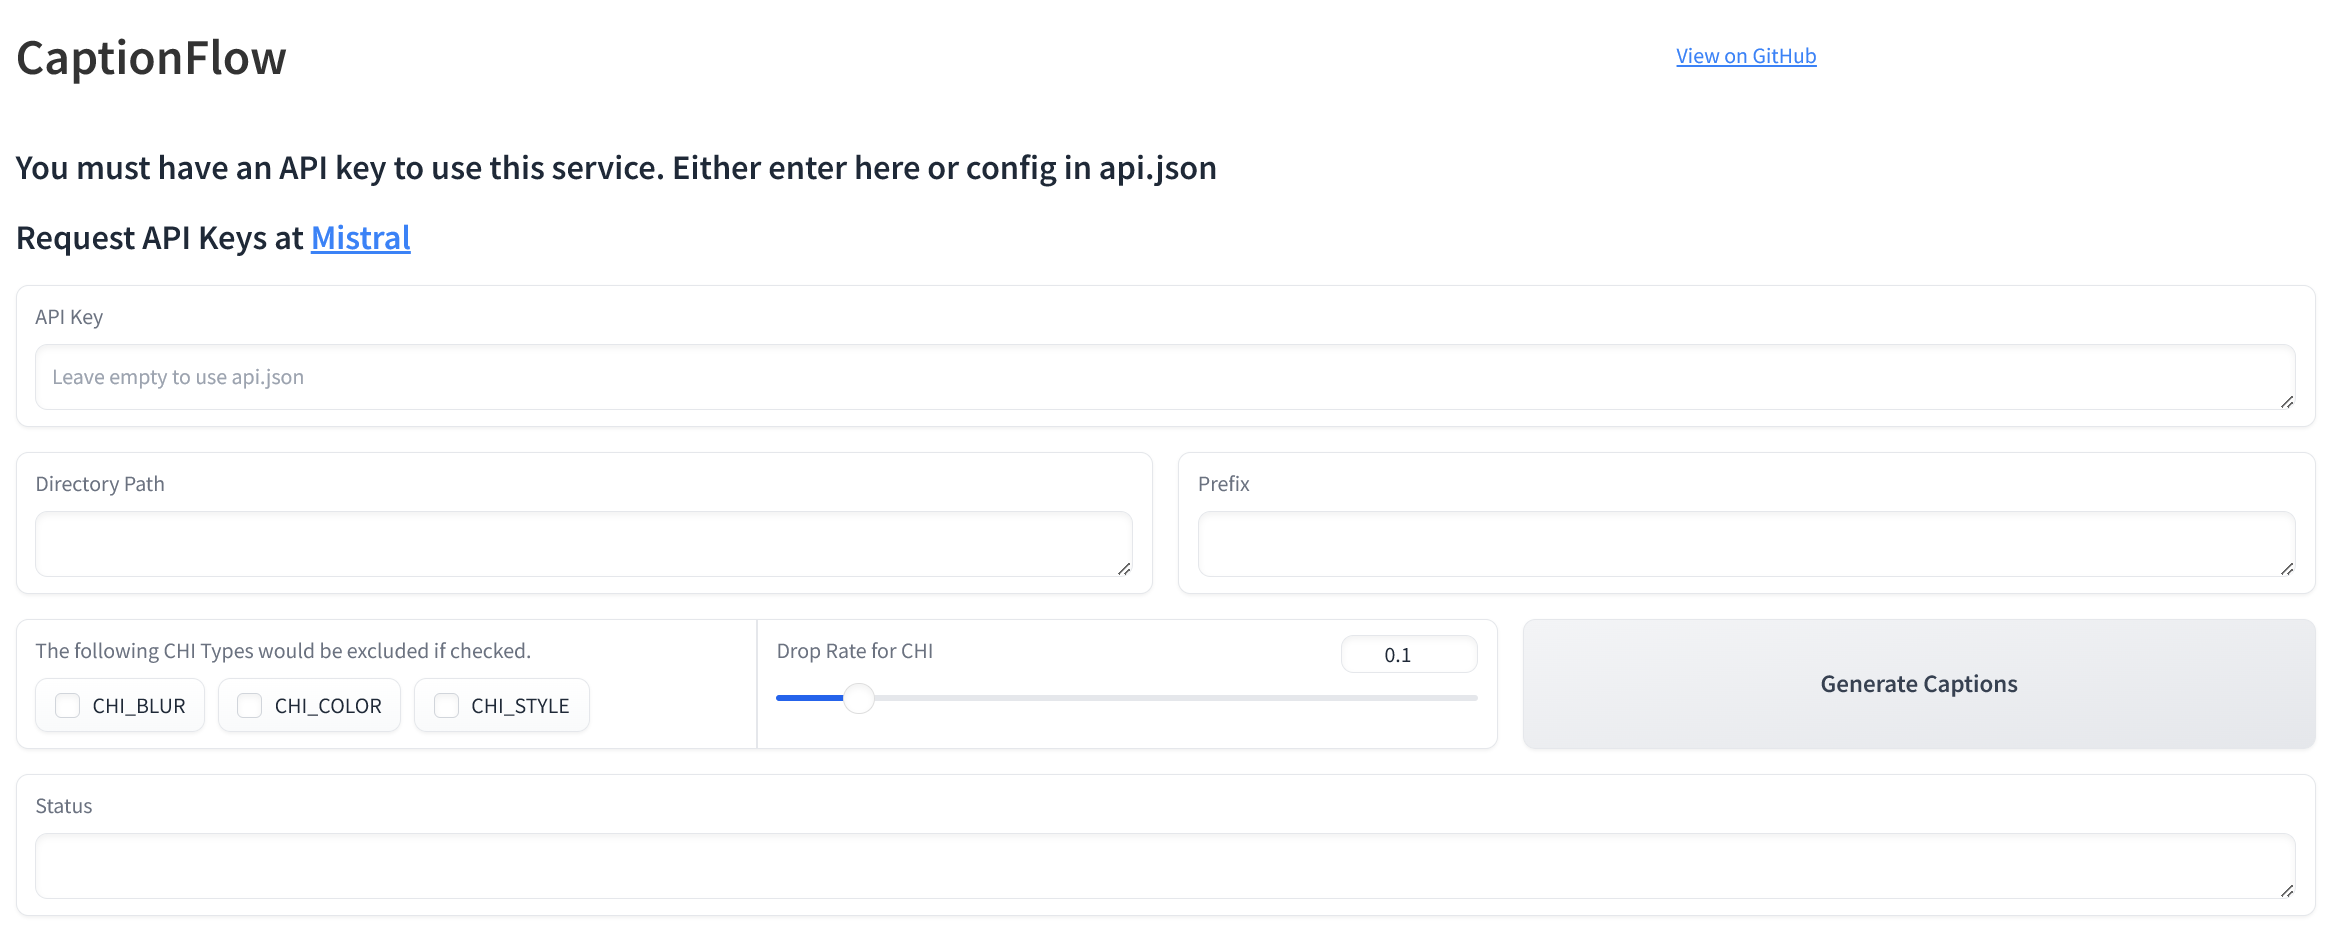 CaptionFlow
View on GitHub
You must have an API key to use this service. Either enter here or config in api.json
Request API Keys at Mistral
API Key
Leave empty to use api.json
Directory Path
Prefix
The following CHI Types would be excluded if checked.
CHI_BLUR
CHI_COLOR
CHI_STYLE
Drop Rate for CHI
0.1
Generate Captions
Status